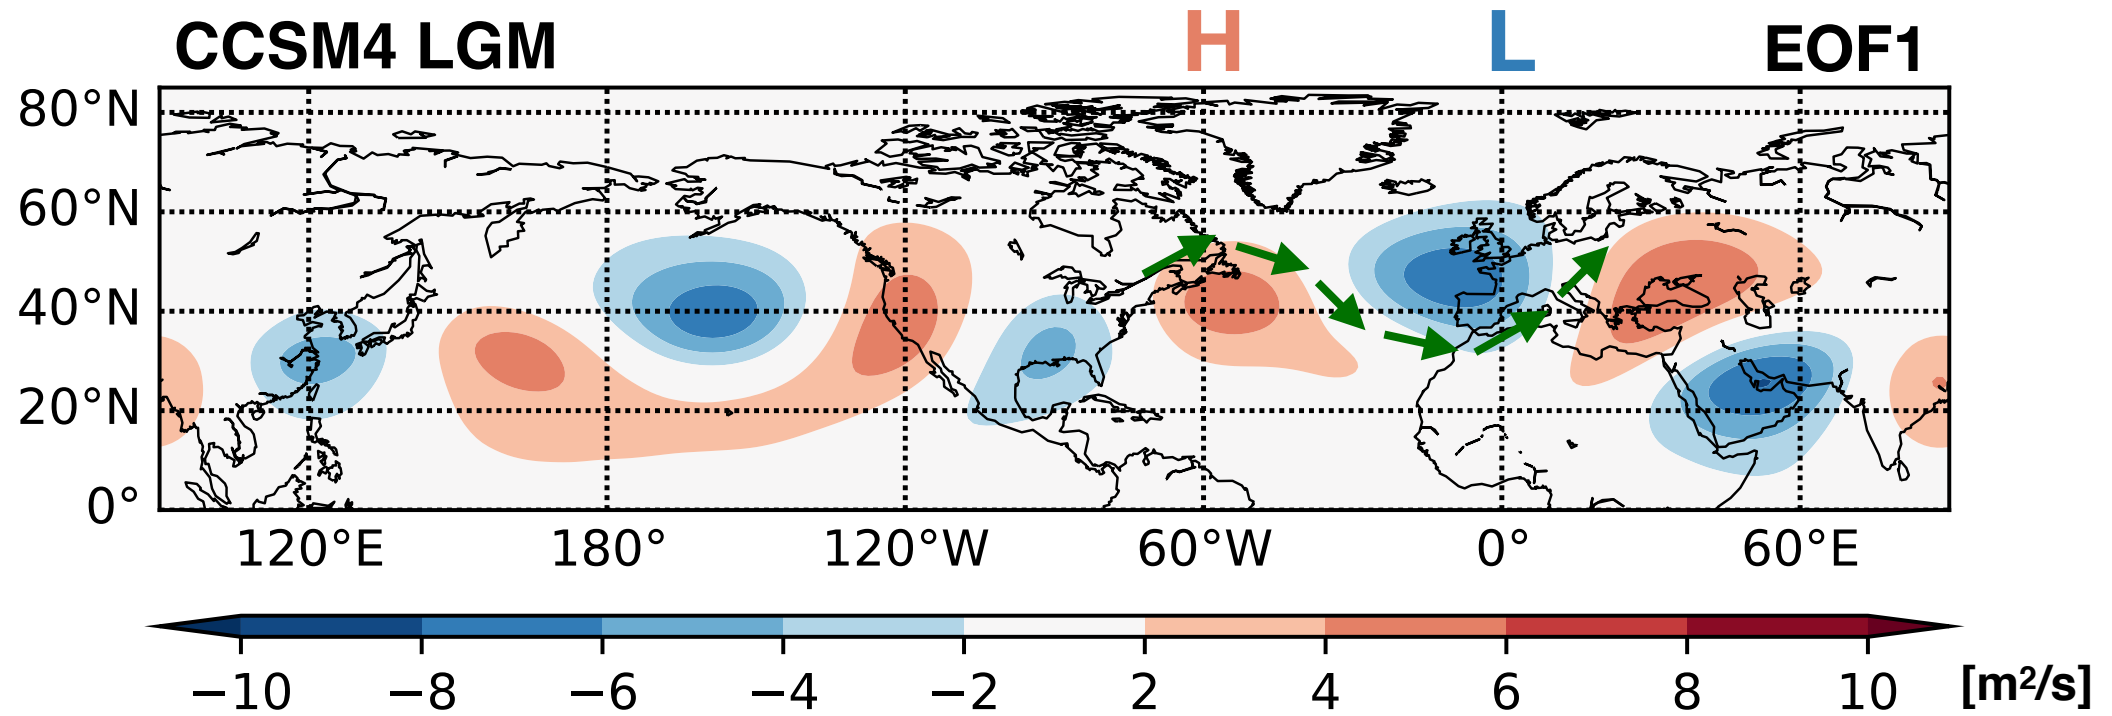 CCSM4 LGM H L EOF1
80°N
60°N
40°N
20°N
0°
120°E 180° 120°W 60°W 0° 60°E
−10 −8 −6 −4 −2 2 4 6 8 10 [m²/s]